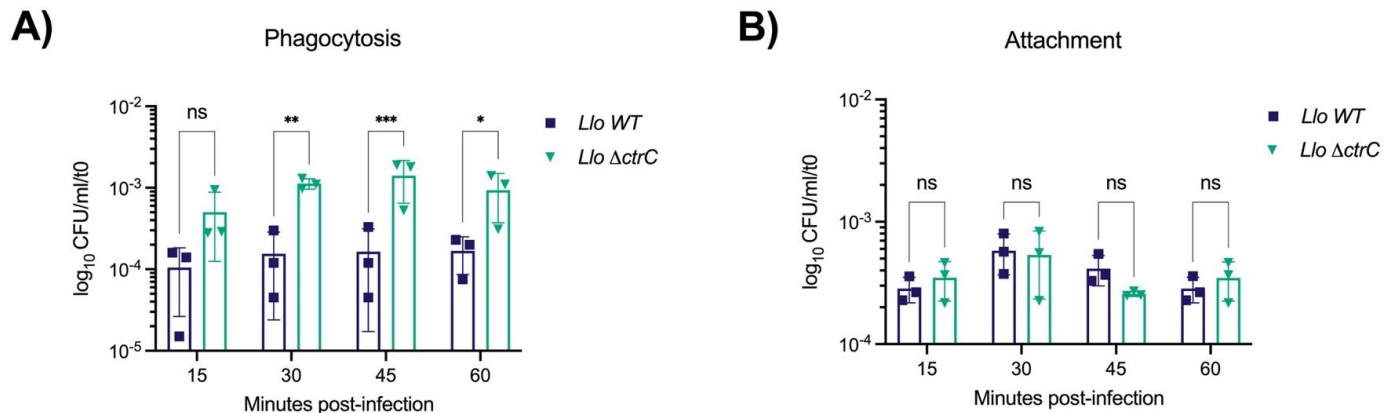 A)
Phagocytosis
log10 CFU/ml/t0
10-2
10-3
10-4
10-5
ns
**
***
*
15
30
45
60
Minutes post-infection
Llo WT
Llo ΔctrC
B)
Attachment
log10 CFU/ml/t0
10-2
10-3
10-4
ns
ns
ns
ns
15
30
45
60
Minutes post-infection
Llo WT
Llo ΔctrC